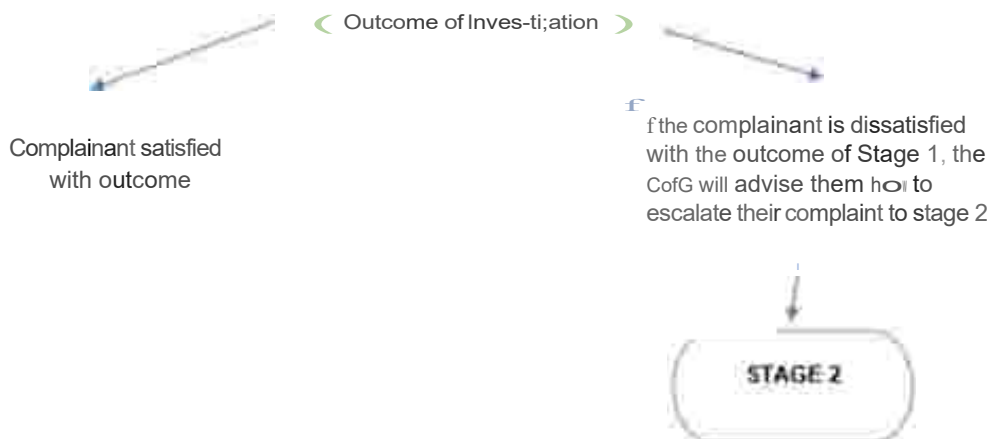 Outcome of Inves-ti;ation
Complainant satisfied
with outcome
f
f the complainant is dissatisfied
with the outcome of Stage 1, the
CofG will advise them to
escalate their complaint to stage 2
STAGE 2